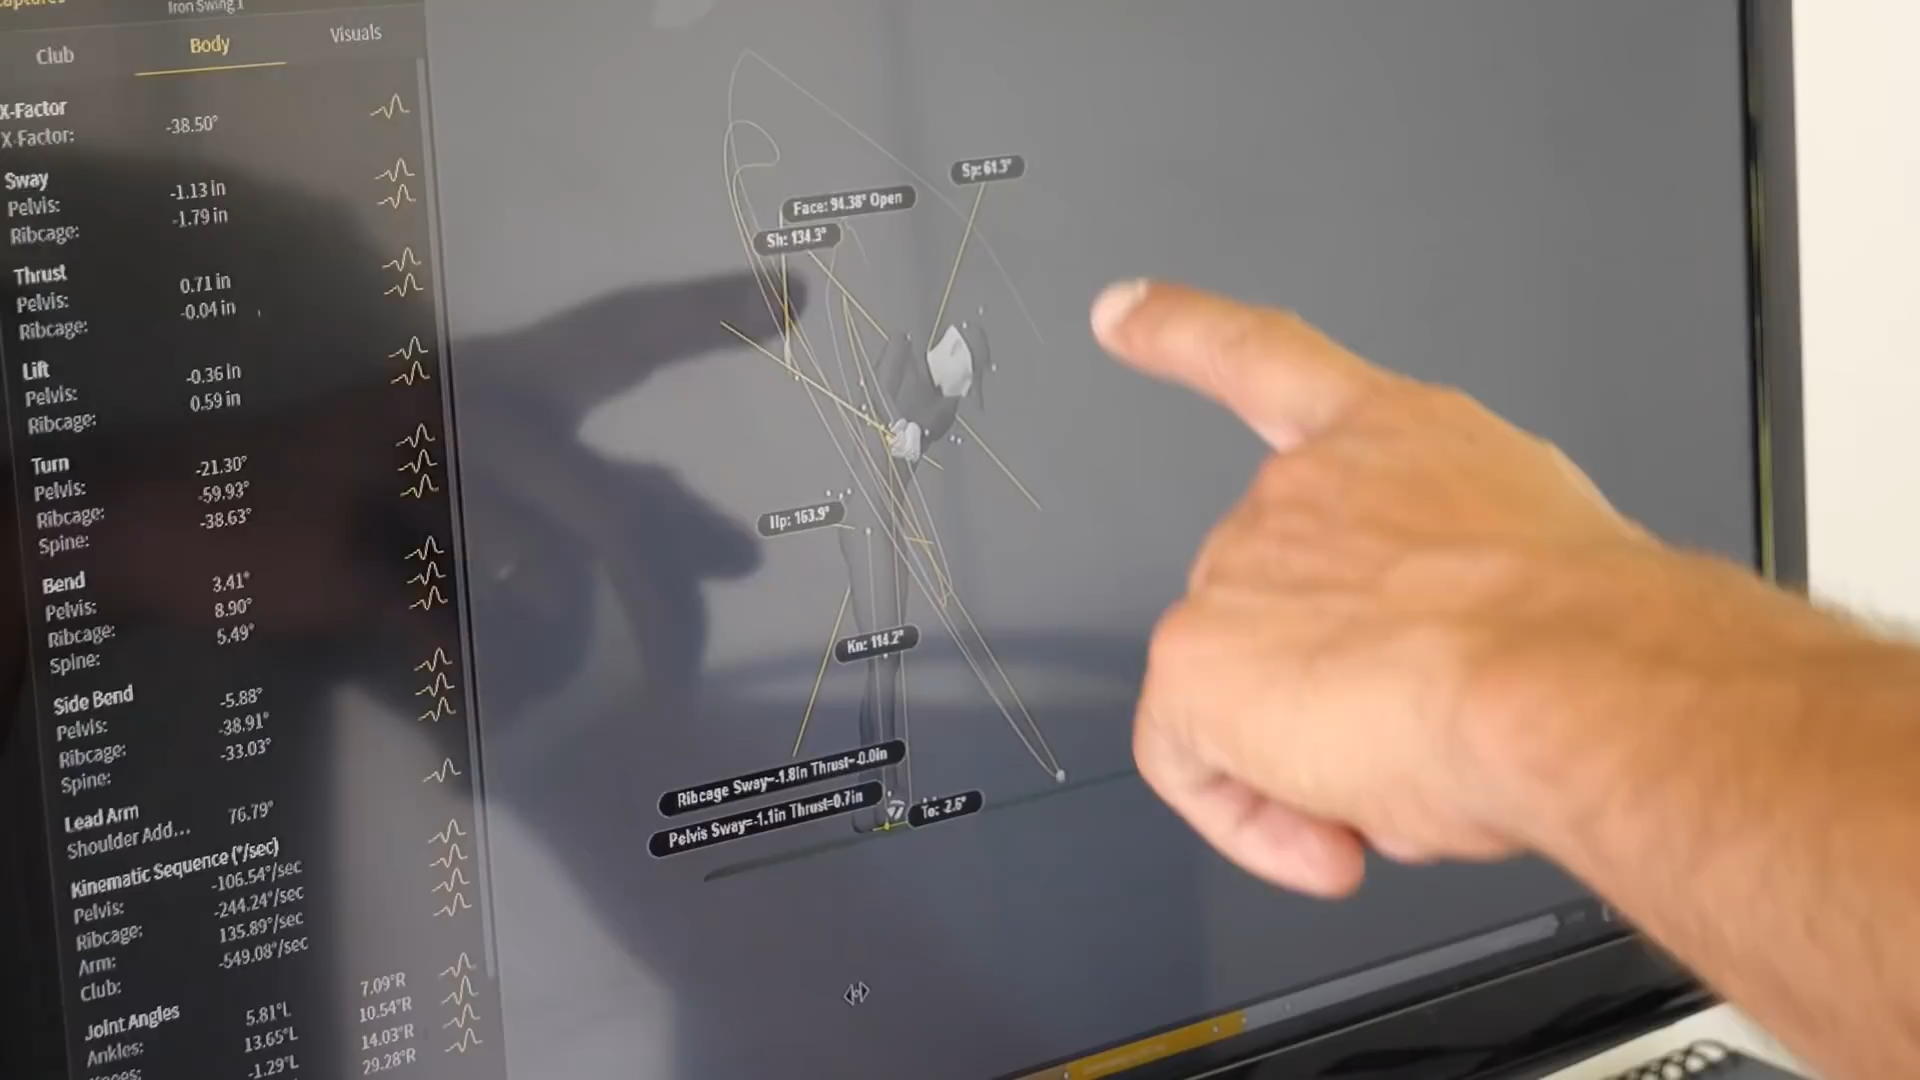 Iron Swing 1
Club
Body
Visuals
X-Factor
X-Factor:
-38.50°
Sway
Pelvis:
-1.13 in
Ribcage:
-1.79 in
Thrust
Pelvis:
0.71 in
Ribcage:
-0.04 in
Lift
Pelvis:
-0.36 in
Ribcage:
0.59 in
Turn
Pelvis:
-21.30°
Ribcage:
-59.93°
Spine:
-38.63°
Bend
Pelvis:
3.41°
Ribcage:
8.90°
Spine:
5.49°
Side Bend
Pelvis:
-5.88°
Ribcage:
-38.91°
Spine:
-33.03°
Lead Arm
Shoulder Add...
76.79°
Kinematic Sequence (°/sec)
Pelvis:
-106.54°/sec
Ribcage:
-244.24°/sec
Arm:
135.89°/sec
Club:
-549.08°/sec
Joint Angles
Ankles:
5.81°L
7.09°R
13.65°L
10.54°R
-1.29°L
14.03°R
29.28°R
Sp: 61.3°
Face: 94.38° Open
Sh: 134.3°
Hp: 163.9°
Kn: 114.2°
Ribcage Sway=-1.8in Thrust=-0.0in
Pelvis Sway=-1.1in Thrust=0.7in
To: -2.6°